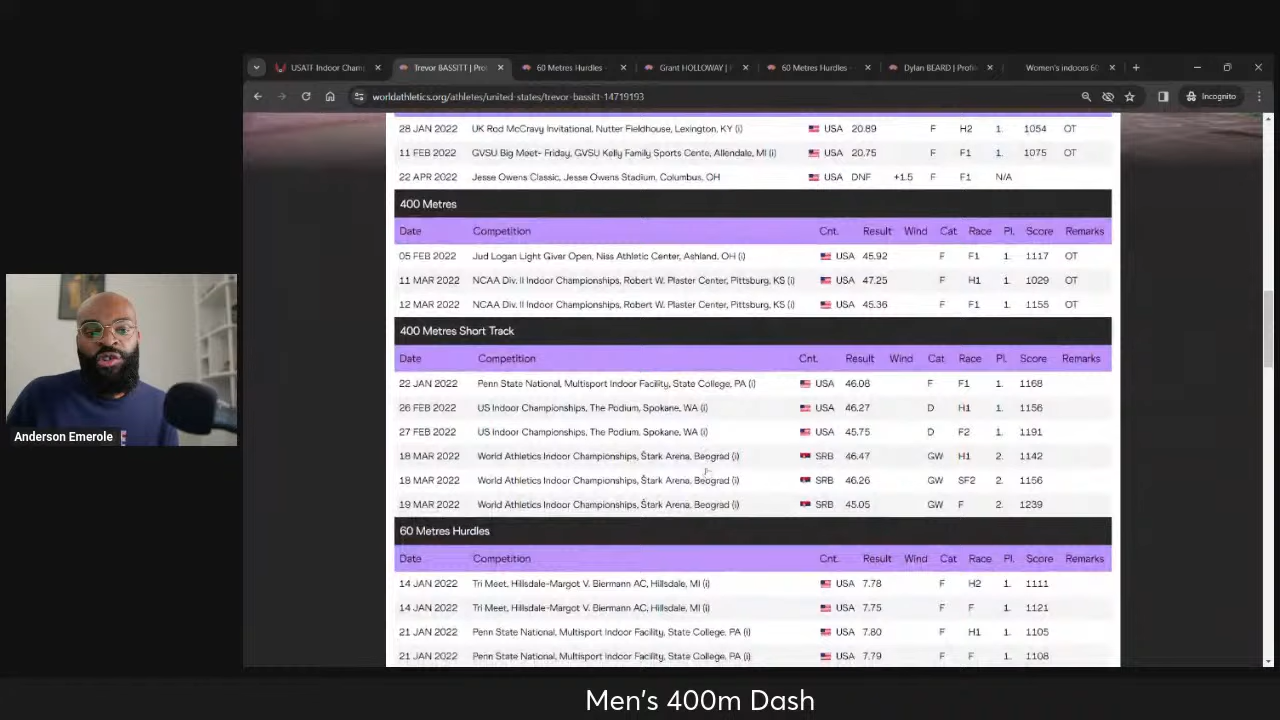 USATF Indoor Cham
Trevor BASSITT | Pro
60 Metres Hurdles
Grant HOLLOWAY |
60 Metres Hurdles
Dylan BEARD | Profi
Women's indoors 60
worldathletics.org/athletes/united-states/trevor-bassitt-14719193
Incognito
28 JAN 2022 UK Rod McCravy Invitational, Nutter Fieldhouse, Lexington, KY (i) USA 20.89 F H2 1. 1054 OT
11 FEB 2022 GVSU Big Meet- Friday, GVSU Kelly Family Sports Cente, Allendale, MI (i) USA 20.75 F F1 1. 1075 OT
22 APR 2022 Jesse Owens Classic, Jesse Owens Stadium, Columbus, OH USA DNF +1.5 F F1 N/A
400 Metres
Date Competition Cnt. Result Wind Cat Race Pl. Score Remarks
05 FEB 2022 Jud Logan Light Giver Open, Niss Athletic Center, Ashland, OH (i) USA 45.92 F F1 1. 1117 OT
11 MAR 2022 NCAA Div. II Indoor Championships, Robert W. Plaster Center, Pittsburg, KS (i) USA 47.25 F H1 1. 1029 OT
12 MAR 2022 NCAA Div. II Indoor Championships, Robert W. Plaster Center, Pittsburg, KS (i) USA 45.36 F F1 1. 1155 OT
400 Metres Short Track
Date Competition Cnt. Result Wind Cat Race Pl. Score Remarks
22 JAN 2022 Penn State National, Multisport Indoor Facility, State College, PA (i) USA 46.08 F F1 1. 1168
26 FEB 2022 US Indoor Championships, The Podium, Spokane, WA (i) USA 46.27 D H1 1. 1156
27 FEB 2022 US Indoor Championships, The Podium, Spokane, WA (i) USA 45.75 D F2 1. 1191
18 MAR 2022 World Athletics Indoor Championships, Štark Arena, Beograd (i) SRB 46.47 GW H1 2. 1142
18 MAR 2022 World Athletics Indoor Championships, Štark Arena, Beograd (i) SRB 46.26 GW SF2 2. 1156
19 MAR 2022 World Athletics Indoor Championships, Štark Arena, Beograd (i) SRB 45.05 GW F 2. 1239
60 Metres Hurdles
Date Competition Cnt. Result Wind Cat Race Pl. Score Remarks
14 JAN 2022 Tri Meet, Hillsdale-Margot V. Biermann AC, Hillsdale, MI (i) USA 7.78 F H2 1. 1111
14 JAN 2022 Tri Meet, Hillsdale-Margot V. Biermann AC, Hillsdale, MI (i) USA 7.75 F F 1. 1121
21 JAN 2022 Penn State National, Multisport Indoor Facility, State College, PA (i) USA 7.80 F H1 1. 1105
21 JAN 2022 Penn State National, Multisport Indoor Facility, State College, PA (i) USA 7.79 F F 1. 1108
Anderson Emerole
Men's 400m Dash